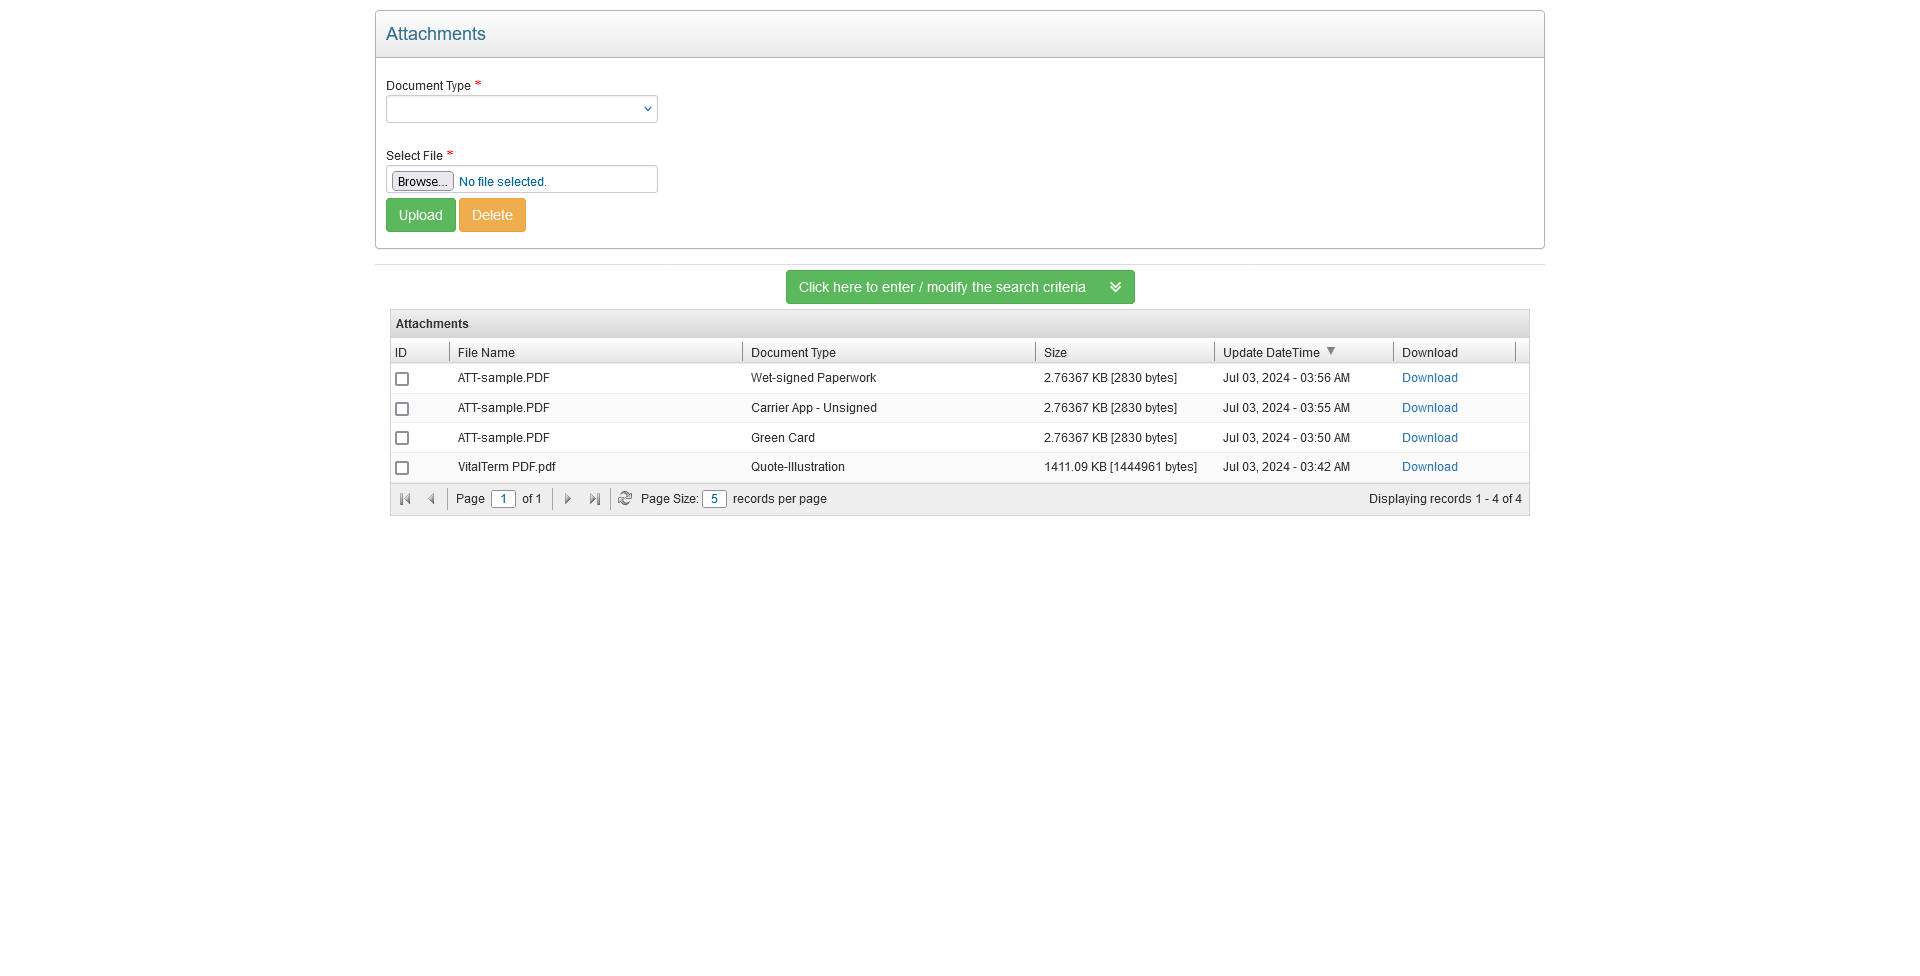 Attachments
Document Type *
Select File *
Browse... No file selected.
Upload Delete
Click here to enter / modify the search criteria
Attachments
ID File Name Document Type Size Update DateTime ▼ Download
ATT-sample.PDF Wet-signed Paperwork 2.76367 KB [2830 bytes] Jul 03, 2024 - 03:56 AM Download
ATT-sample.PDF Carrier App - Unsigned 2.76367 KB [2830 bytes] Jul 03, 2024 - 03:55 AM Download
ATT-sample.PDF Green Card 2.76367 KB [2830 bytes] Jul 03, 2024 - 03:50 AM Download
VitalTerm PDF.pdf Quote-Illustration 1411.09 KB [1444961 bytes] Jul 03, 2024 - 03:42 AM Download
Page 1 of 1 Page Size: 5 records per page Displaying records 1 - 4 of 4